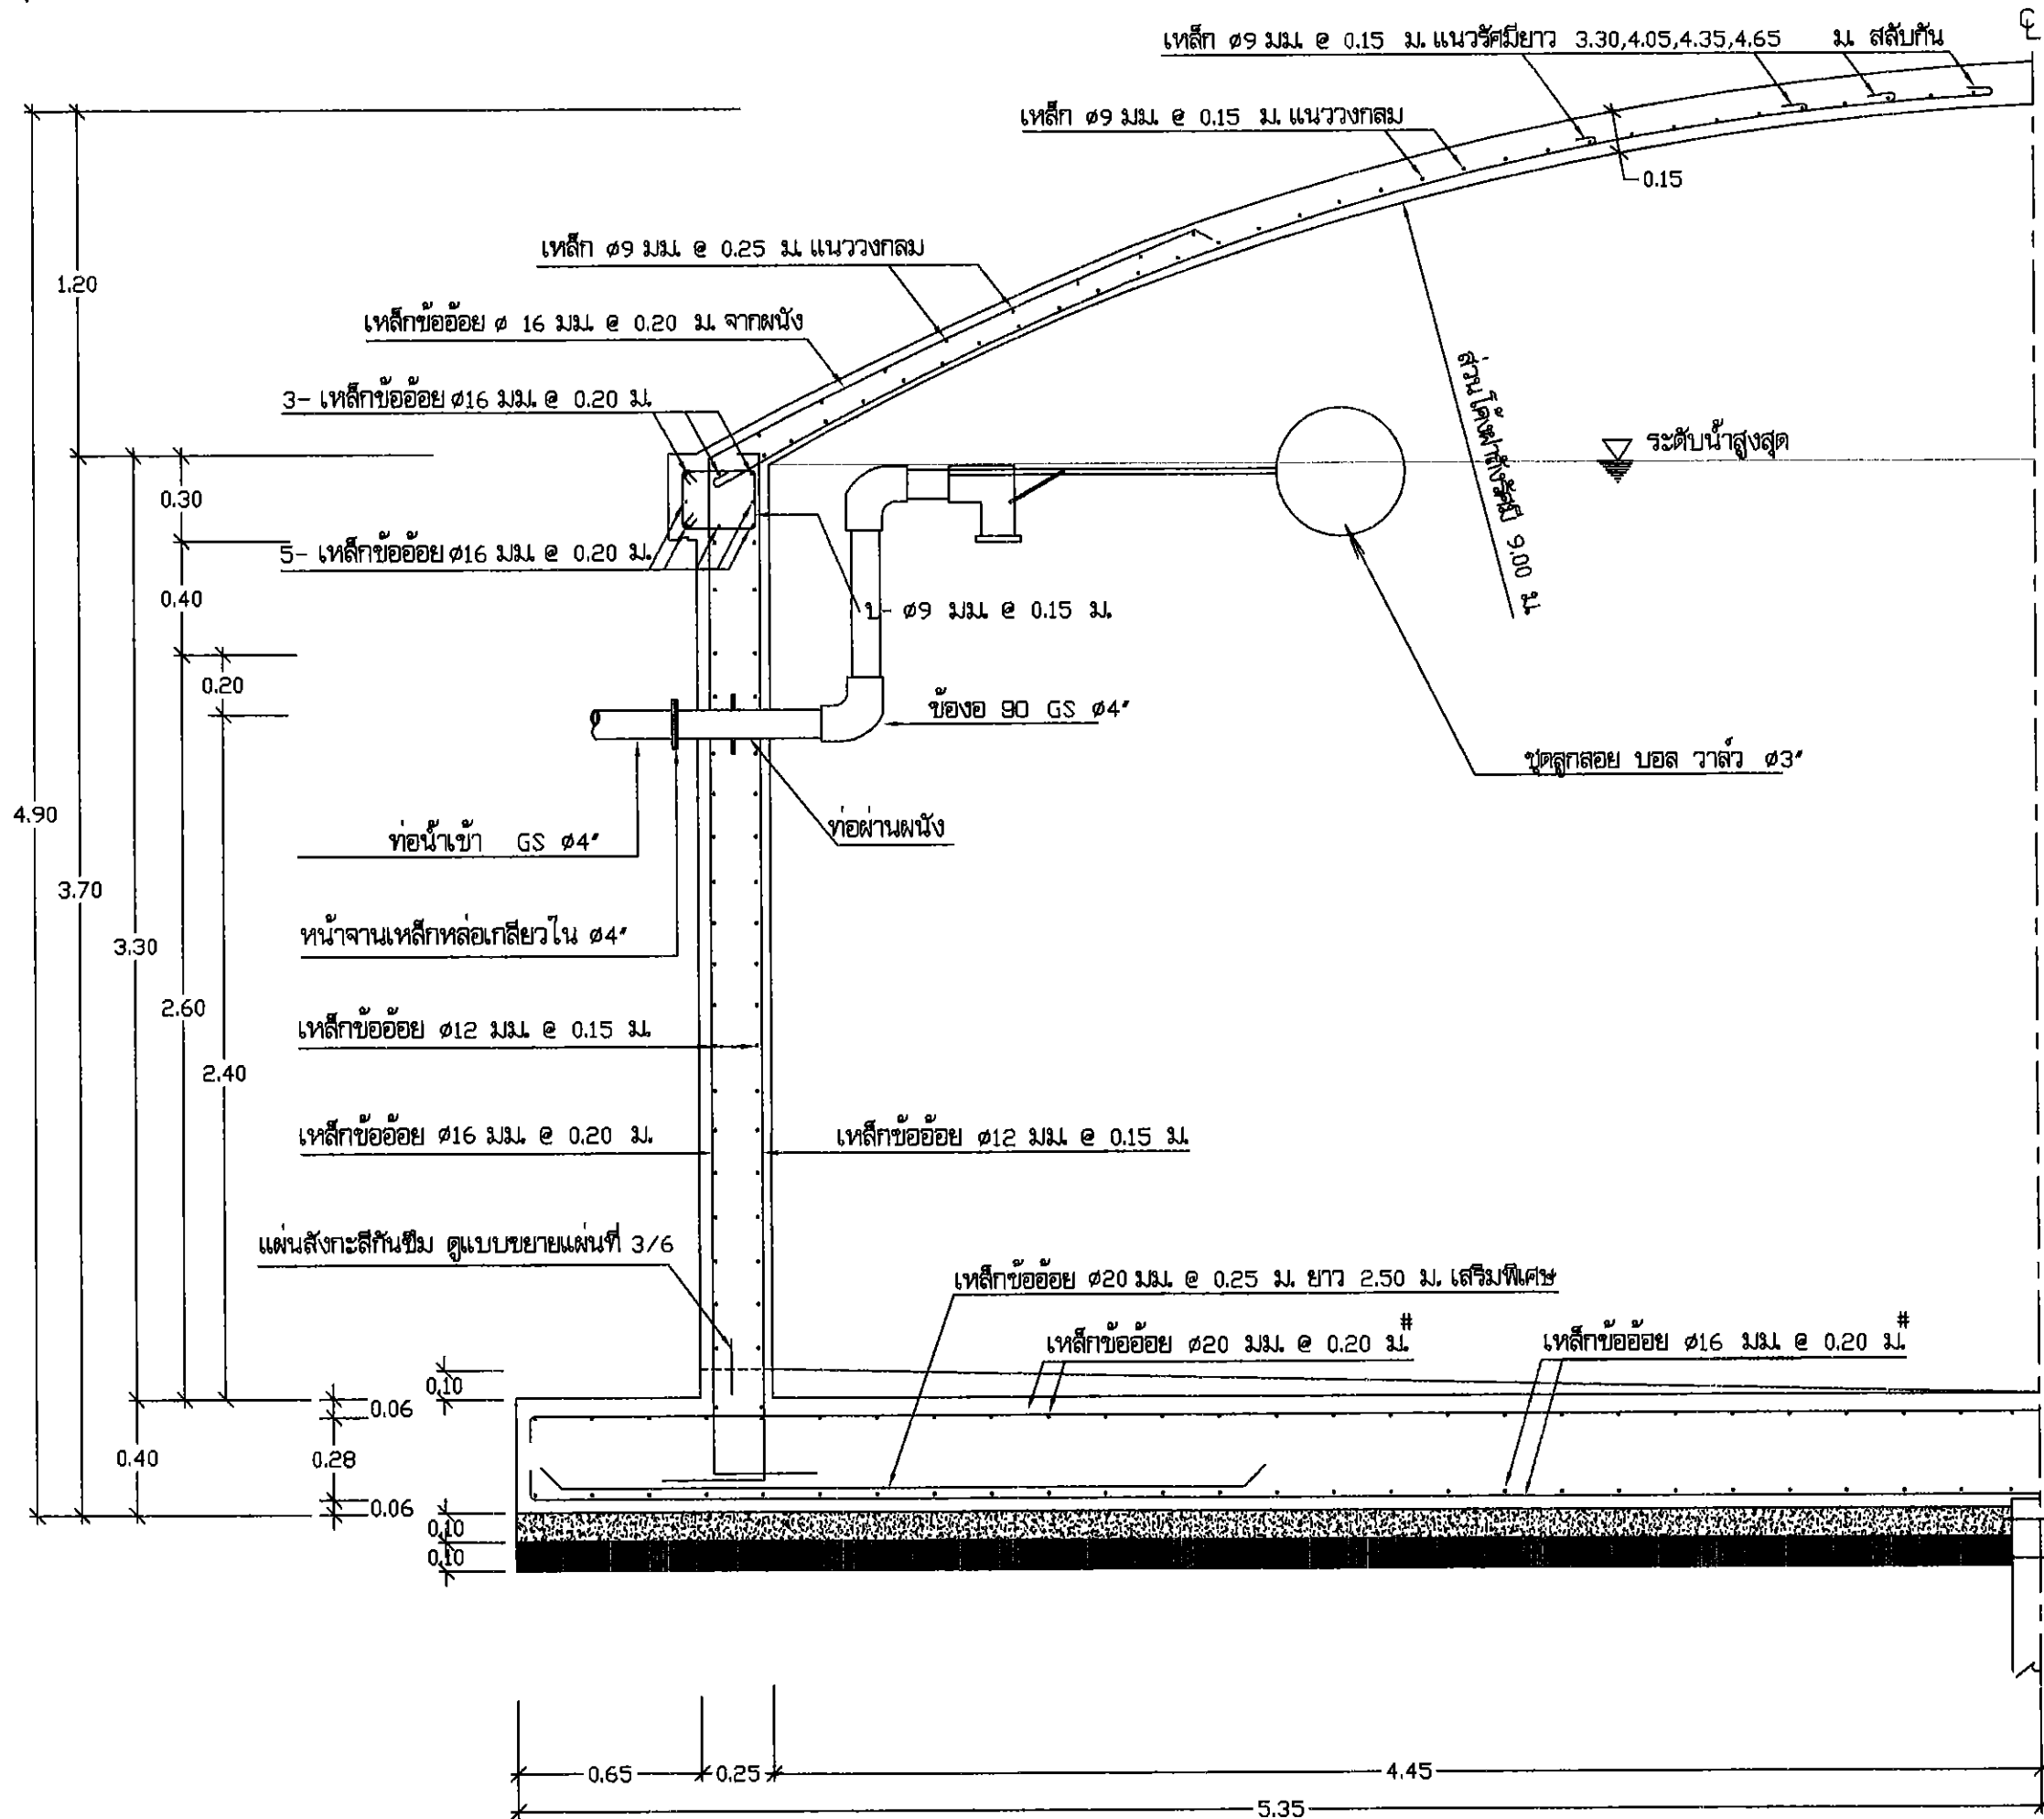 ℄
เหล็ก ø9 มม. @ 0.15 ม. แนวรัศมียาว 3.30,4.05,4.35,4.65 ม. สลับกัน
เหล็ก ø9 มม. @ 0.15 ม. แนววงกลม
0.15
เหล็ก ø9 มม. @ 0.25 ม. แนววงกลม
1.20
เหล็กข้ออ้อย ø 16 มม. @ 0.20 ม. จากผนัง
3- เหล็กข้ออ้อย ø16 มม. @ 0.20 ม.
ส่วนโค้งฝาถังรัศมี 9.00 ม.
ระดับน้ำสูงสุด
0.30
5- เหล็กข้ออ้อย ø16 มม. @ 0.20 ม.
0.40
ป- ø9 มม. @ 0.15 ม.
0.20
ข้องอ 90 GS ø4"
ชุดลูกลอย บอล วาล์ว ø3"
4.90
ท่อน้ำเข้า GS ø4"
ท่อผ่านผนัง
3.70
หน้าจานเหล็กหล่อเกลียวใน ø4"
3.30
2.60
เหล็กข้ออ้อย ø12 มม. @ 0.15 ม.
2.40
เหล็กข้ออ้อย ø16 มม. @ 0.20 ม.
เหล็กข้ออ้อย ø12 มม. @ 0.15 ม.
แผ่นสังกะสีกันซึม ดูแบบขยายแผ่นที่ 3/6
เหล็กข้ออ้อย ø20 มม. @ 0.25 ม. ยาว 2.50 ม. เสริมพิเศษ
เหล็กข้ออ้อย ø20 มม. @ 0.20 ม.#
เหล็กข้ออ้อย ø16 มม. @ 0.20 ม.#
0.10
0.06
0.40
0.28
0.06
0.10
0.10
0.65
0.25
4.45
5.35